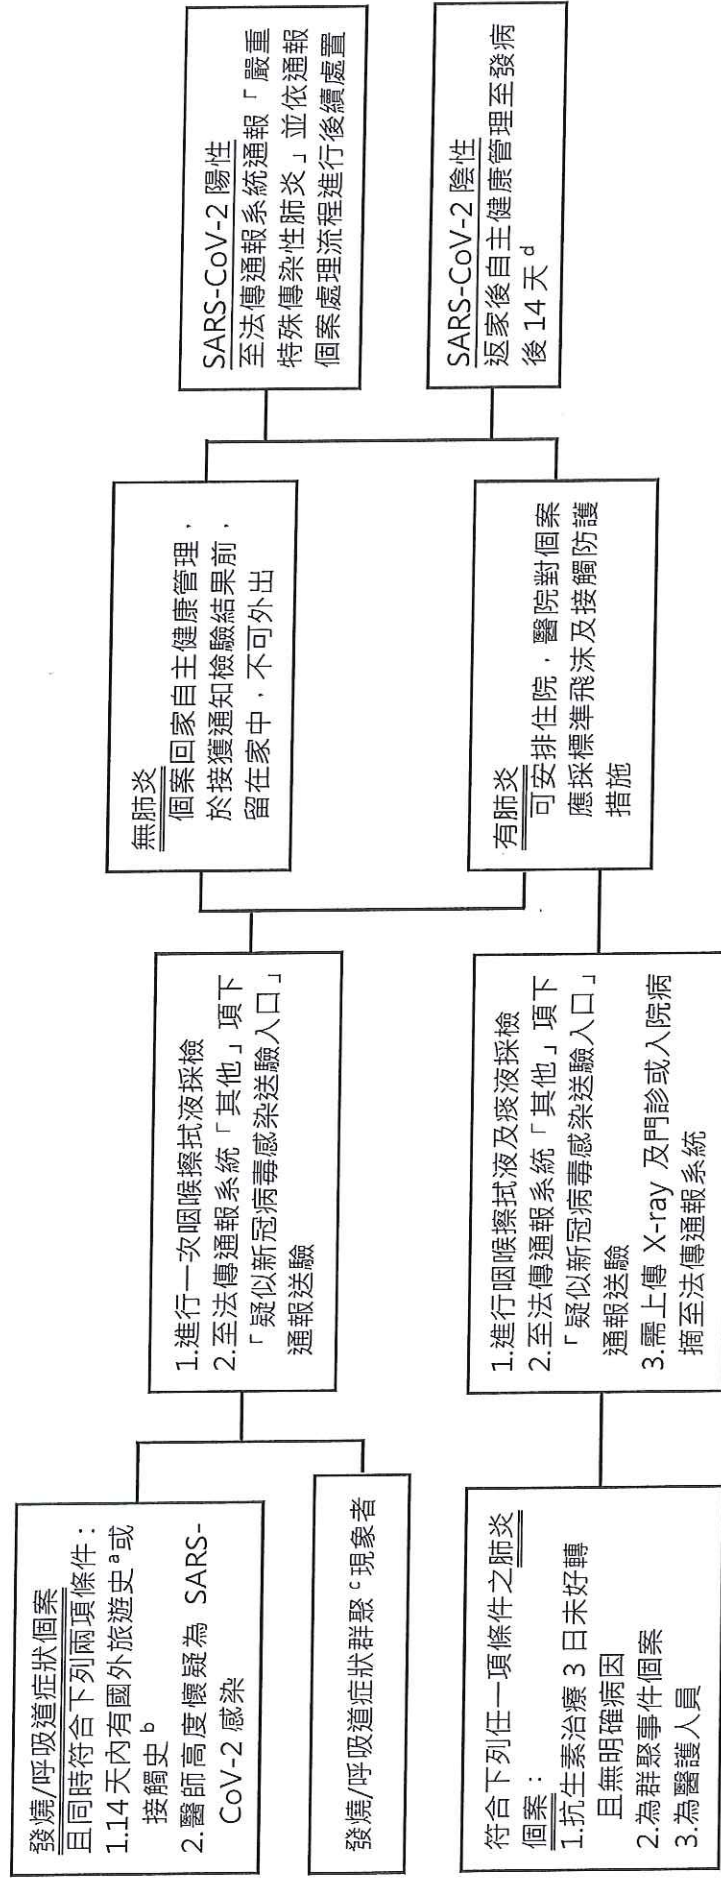 發燒/呼吸道症狀個案
且同時符合下列兩項條件：
1.14 天內有國外旅遊史ᵃ或
接觸史ᵇ
2.醫師高度懷疑為 SARS-
CoV-2 感染
發燒/呼吸道症狀群聚ᶜ現象者
符合下列任一項條件之肺炎
個案：
1.抗生素治療 3 日未好轉
且無明確病因
2.為群聚事件個案
3.為醫護人員
1.進行一次咽喉擦拭液採檢
2.至法傳通報系統「其他」項下
「疑似新冠病毒感染送驗入口」
通報送驗
1.進行咽喉擦拭液及痰液採檢
2.至法傳通報系統「其他」項下
「疑似新冠病毒感染送驗入口」
通報送驗
3.需上傳 X-ray 及門診或入院病
摘至法傳通報系統
無肺炎
個案回家自主健康管理，
於接獲通知檢驗結果前，
留在家中，不可外出
有肺炎
可安排住院，醫院對個案
應採標準飛沫及接觸防護
措施
SARS-CoV-2 陽性
至法傳通報系統通報「嚴重
特殊傳染性肺炎」並依通報
個案處理流程進行後續處置
SARS-CoV-2 陰性
返家後自主健康管理至發病
後 14 天ᵈ